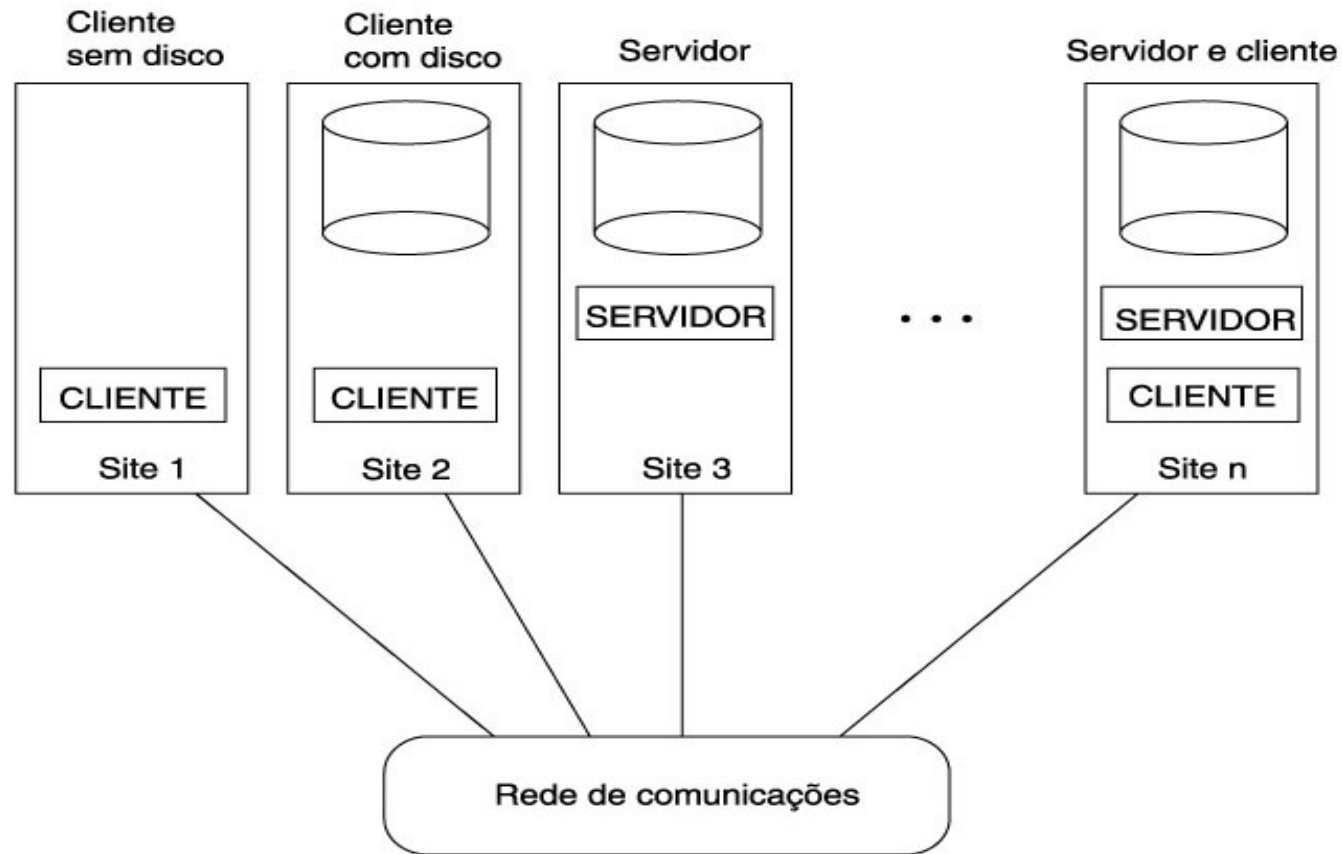 Cliente
sem disco
Cliente
com disco
Servidor
Servidor e cliente
SERVIDOR
. . .
SERVIDOR
CLIENTE
CLIENTE
CLIENTE
Site 1
Site 2
Site 3
Site n
Rede de comunicações